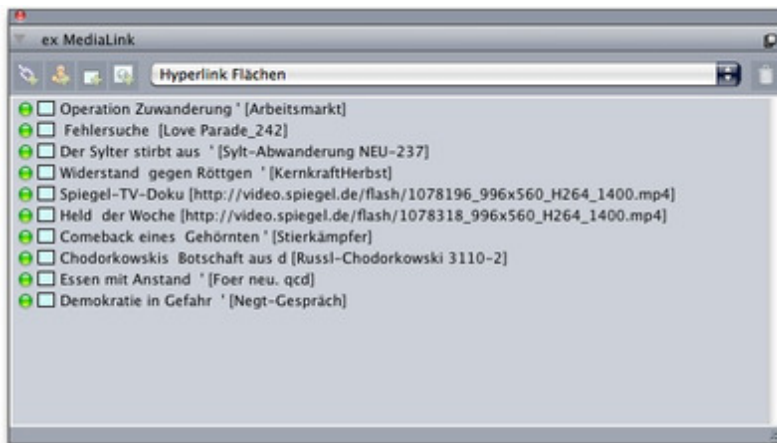 ex MediaLink
Hyperlink Flächen
Operation Zuwanderung ' [Arbeitsmarkt]
Fehlersuche [Love Parade_242]
Der Sylter stirbt aus ' [Sylt-Abwanderung NEU-237]
Widerstand gegen Röttgen ' [KernkraftHerbst]
Spiegel-TV-Doku [http://video.spiegel.de/flash/1078196_996x560_H264_1400.mp4]
Held der Woche [http://video.spiegel.de/flash/1078318_996x560_H264_1400.mp4]
Comeback eines Gehörnten ' [Stierkämpfer]
Chodorkowskis Botschaft aus d [Russl-Chodorkowski 3110-2]
Essen mit Anstand ' [Foer neu. qcd]
Demokratie in Gefahr ' [Negt-Gespräch]